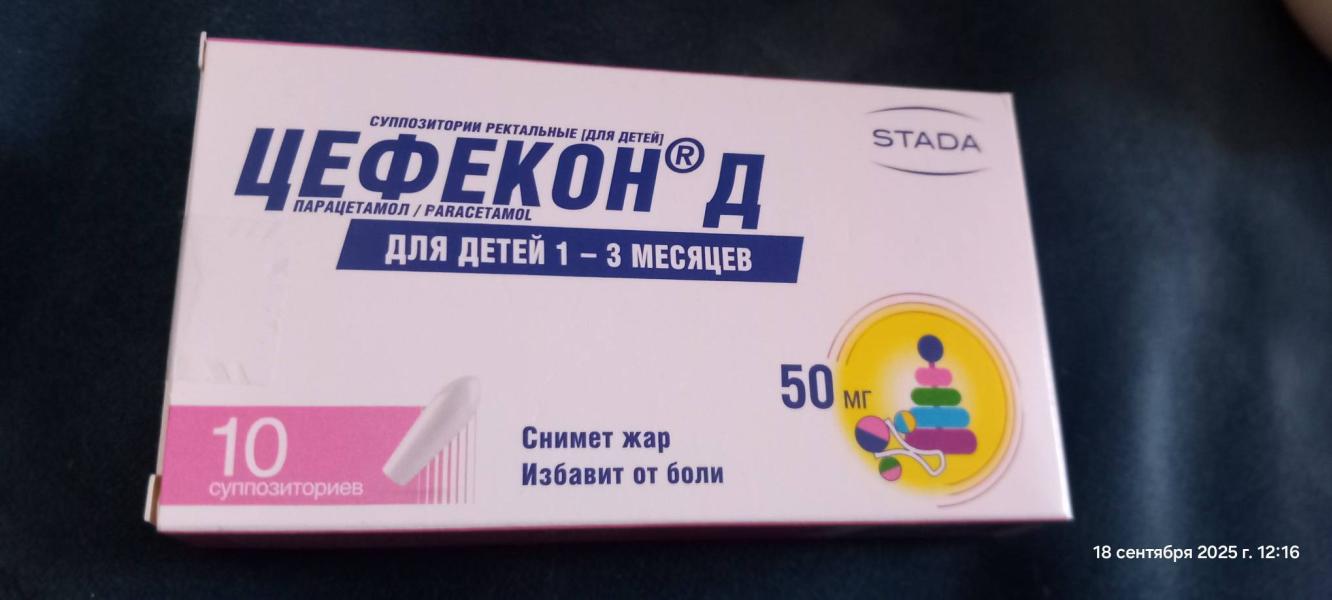 СУППОЗИТОРИИ РЕКТАЛЬНЫЕ [ДЛЯ ДЕТЕЙ]
ЦЕФЕКОН® Д
ПАРАЦЕТАМОЛ / PARACETAMOL
ДЛЯ ДЕТЕЙ 1 – 3 МЕСЯЦЕВ
STADA
50 мг
10
суппозиториев
Снимет жар
Избавит от боли
18 сентября 2025 г. 12:16